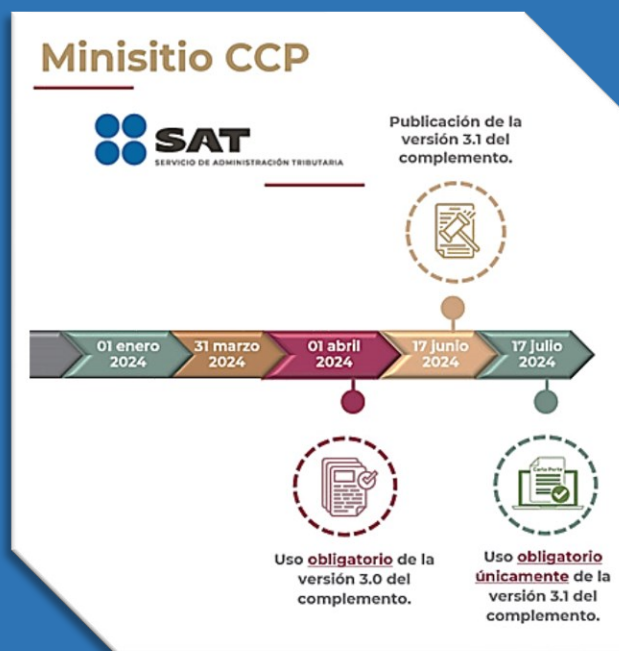 Minisitio CCP
SAT
SERVICIO DE ADMINISTRACIÓN TRIBUTARIA
Publicación de la
versión 3.1 del
complemento.
01 enero
2024
31 marzo
2024
01 abril
2024
17 junio
2024
17 julio
2024
Uso obligatorio de la
versión 3.0 del
complemento.
Carta Porte
Uso obligatorio
únicamente de la
versión 3.1 del
complemento.